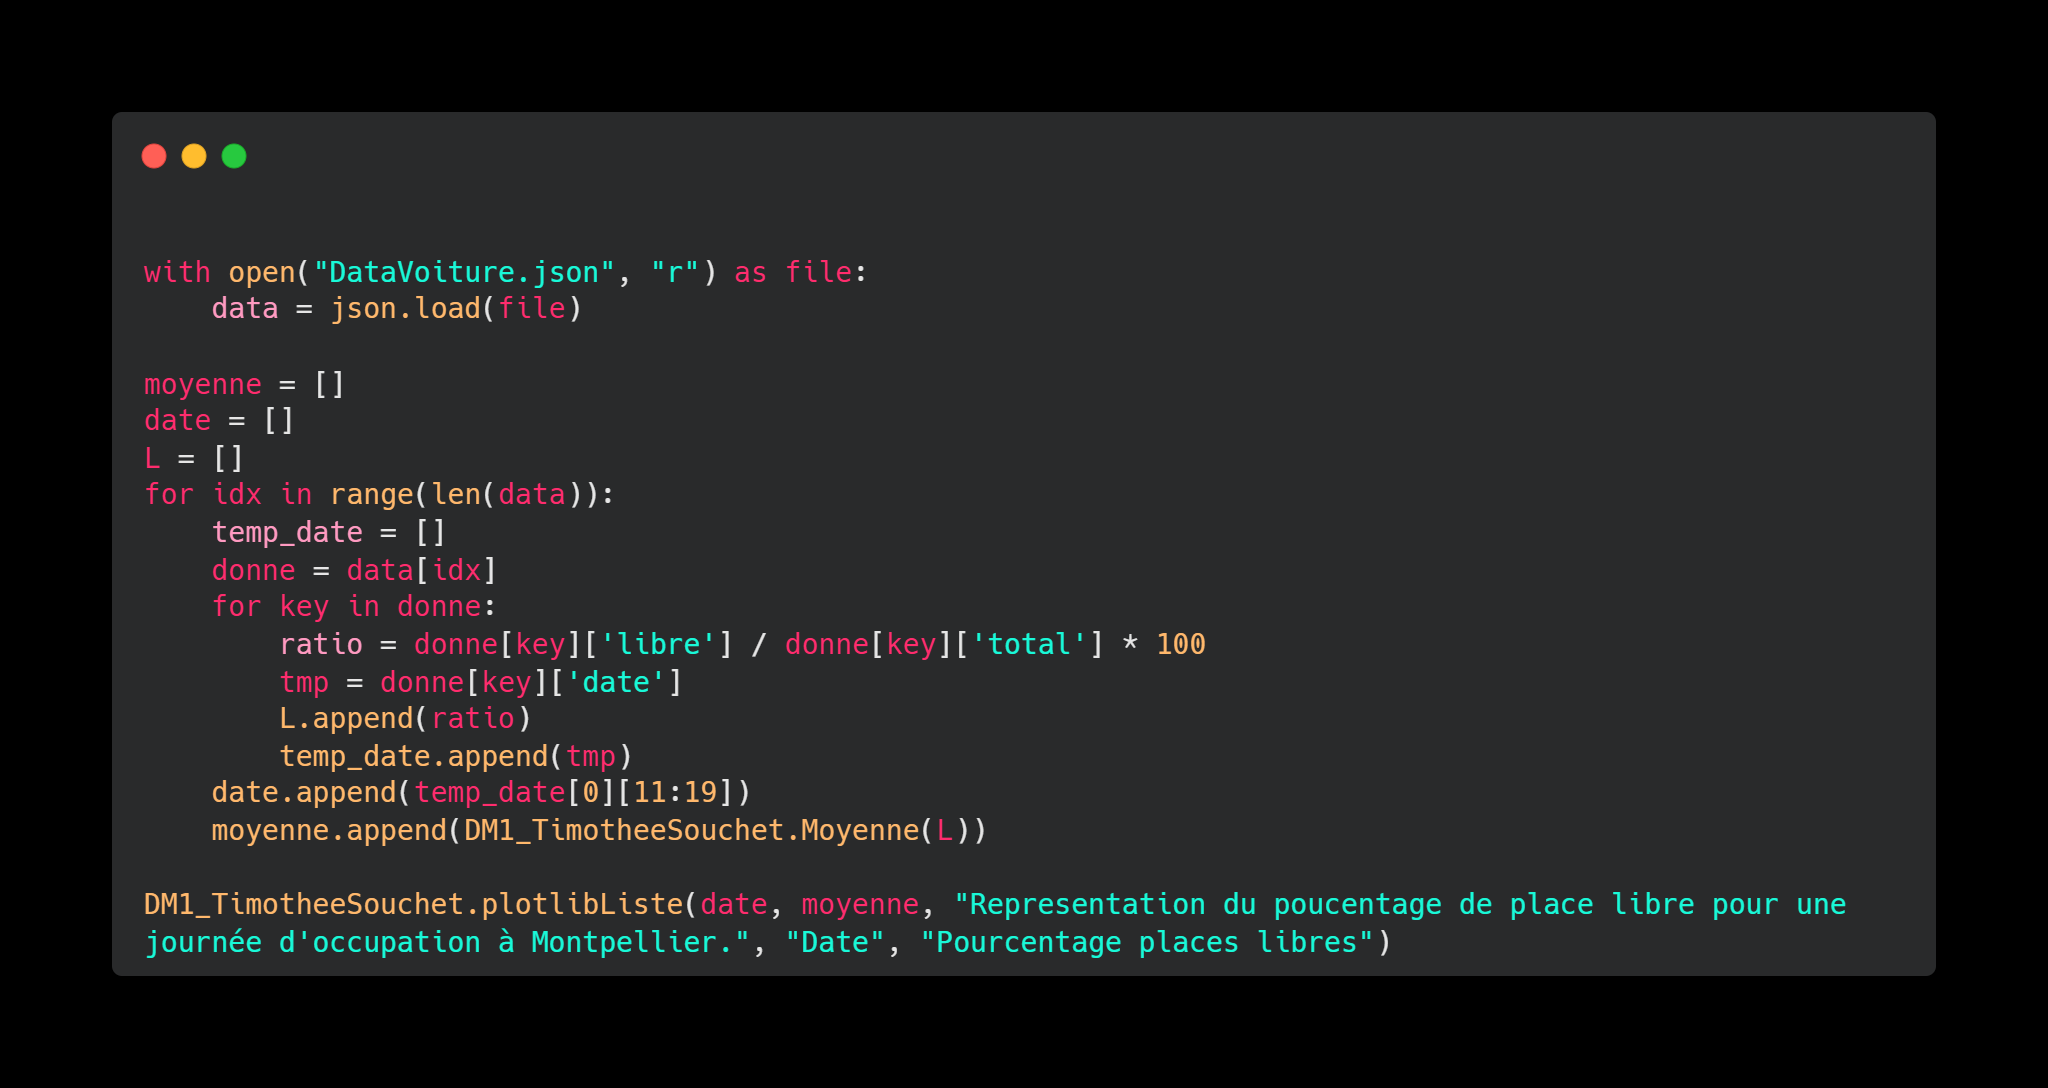 with open("DataVoiture.json", "r") as file:
    data = json.load(file)

moyenne = []
date = []
L = []
for idx in range(len(data)):
    temp_date = []
    donne = data[idx]
    for key in donne:
        ratio = donne[key]['libre'] / donne[key]['total'] * 100
        tmp = donne[key]['date']
        L.append(ratio)
        temp_date.append(tmp)
    date.append(temp_date[0][11:19])
    moyenne.append(DM1_TimotheeSouchet.Moyenne(L))

DM1_TimotheeSouchet.plotlibListe(date, moyenne, "Representation du poucentage de place libre pour une
journée d'occupation à Montpellier.", "Date", "Pourcentage places libres")